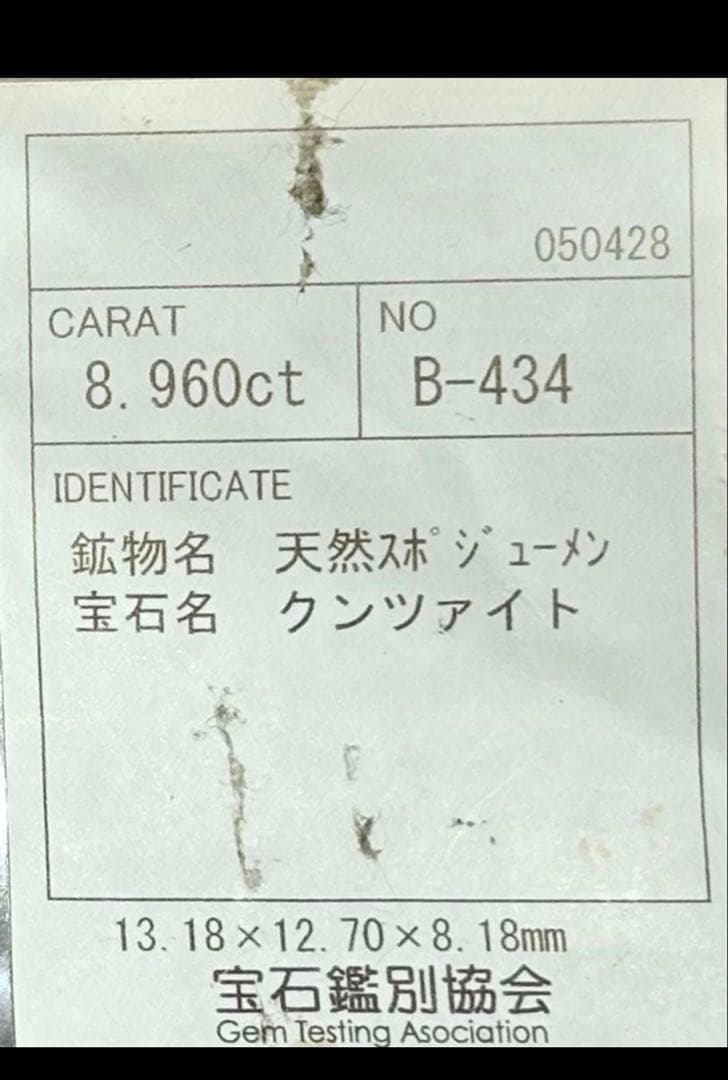 050428
CARAT
8.960ct
NO
B-434
IDENTIFICATE
鉱物名 天然ｽﾎﾟｼﾞｭｰﾒﾝ
宝石名 クンツァイト
13.18×12.70×8.18mm
宝石鑑別協会
Gem Testing Asociation